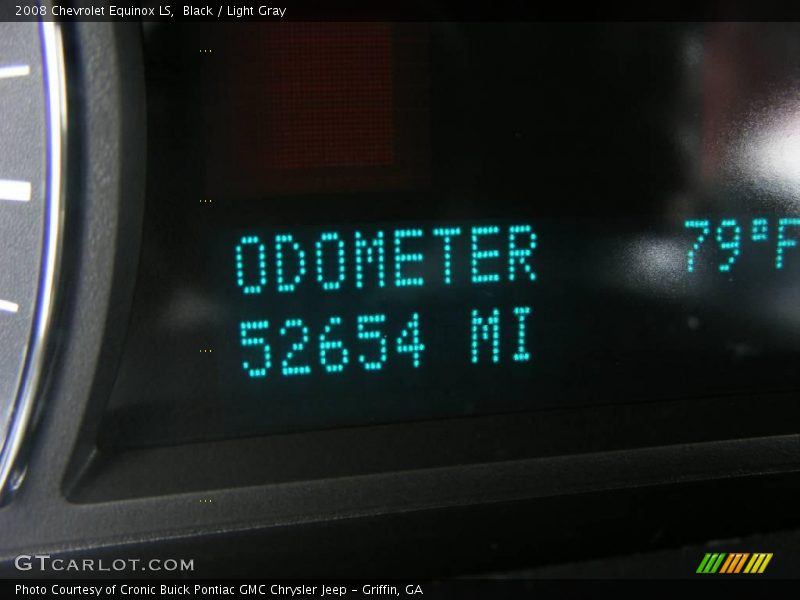 2008 Chevrolet Equinox LS,  Black / Light Gray
ODOMETER 79ºF
52654 MI
GTCARLOT.COM
Photo Courtesy of Cronic Buick Pontiac GMC Chrysler Jeep - Griffin, GA